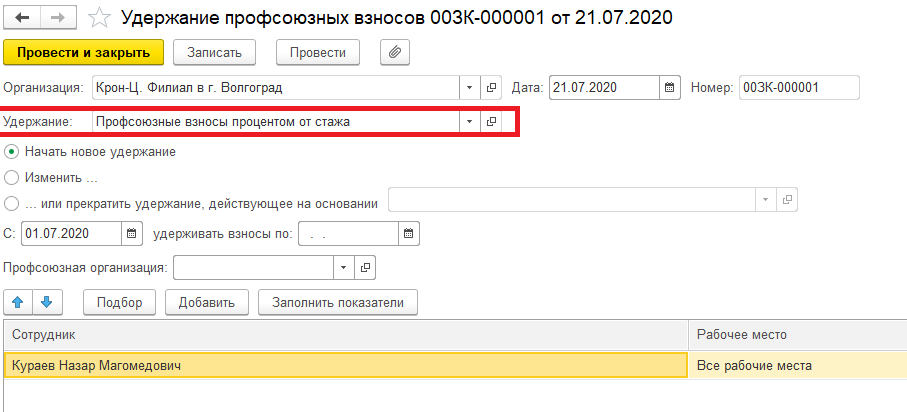 Удержание профсоюзных взносов 00ЗК-000001 от 21.07.2020
Провести и закрыть Записать Провести
Организация: Крон-Ц. Филиал в г. Волгоград Дата: 21.07.2020 Номер: 00ЗК-000001
Удержание: Профсоюзные взносы процентом от стажа
Начать новое удержание
Изменить ...
... или прекратить удержание, действующее на основании
С: 01.07.2020 удерживать взносы по: . .
Профсоюзная организация:
Подбор Добавить Заполнить показатели
Сотрудник Рабочее место
Кураев Назар Магомедович Все рабочие места